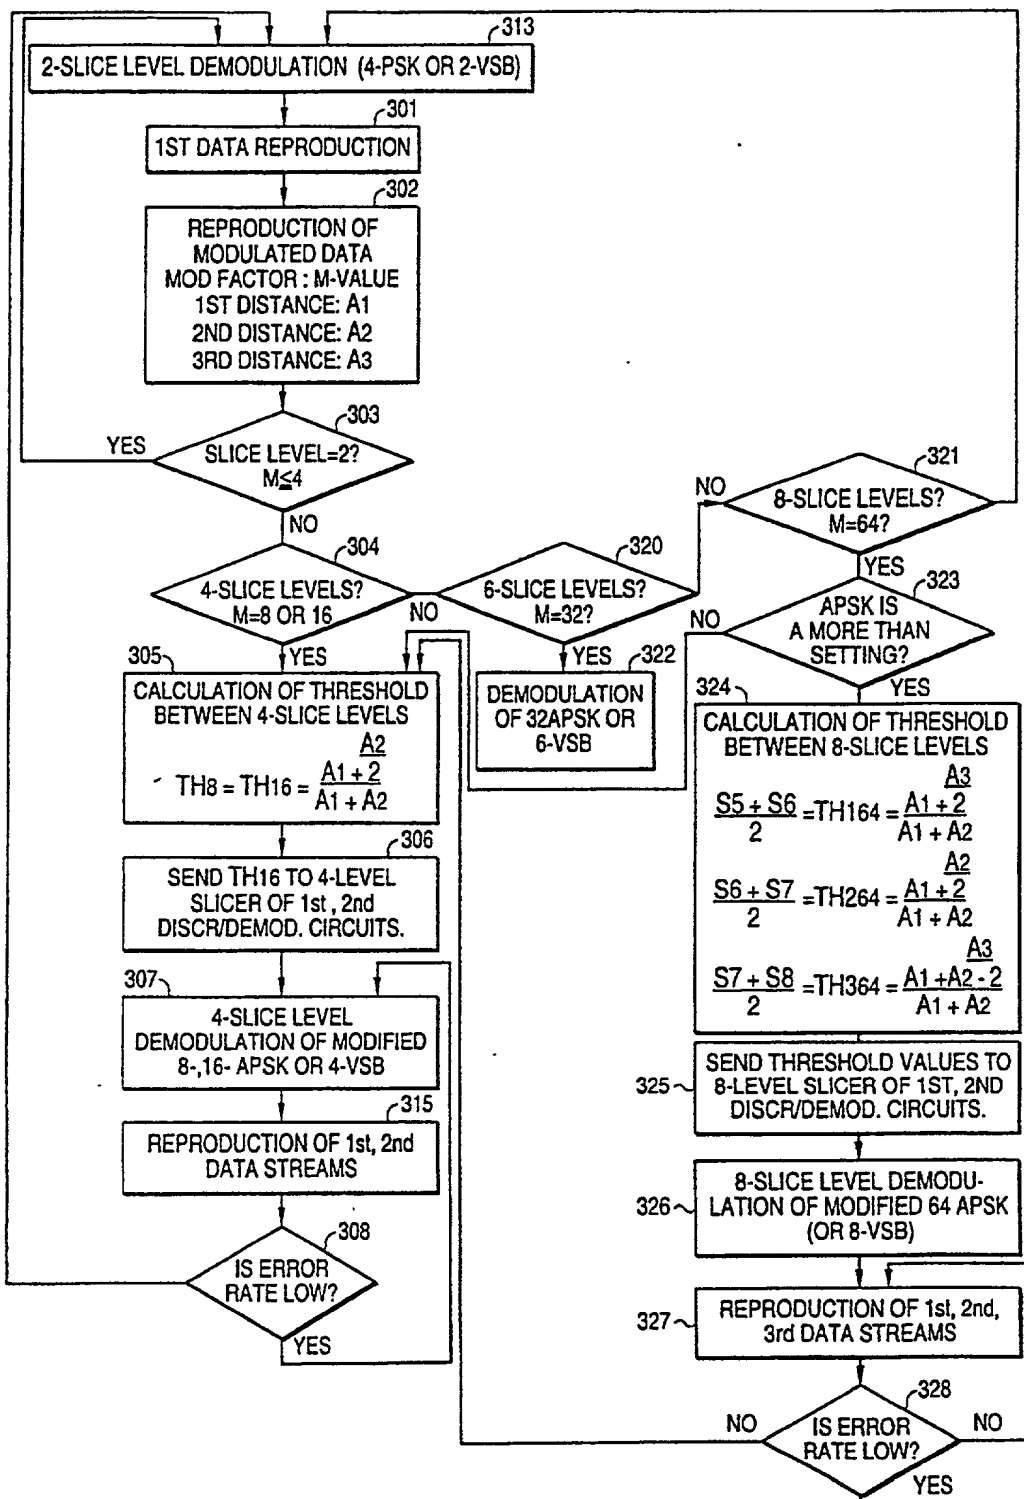 313
2-SLICE LEVEL DEMODULATION (4-PSK OR 2-VSB)
301
1ST DATA REPRODUCTION
302
REPRODUCTION OF
MODULATED DATA
MOD FACTOR : M-VALUE
1ST DISTANCE: A1
2ND DISTANCE: A2
3RD DISTANCE: A3
303
YES
SLICE LEVEL=2?
M≤4
NO
304
4-SLICE LEVELS?
M=8 OR 16
NO
YES
320
6-SLICE LEVELS?
M=32?
YES
322
DEMODULATION
OF 32APSK OR
6-VSB
NO
321
8-SLICE LEVELS?
M=64?
YES
323
NO
APSK IS
A MORE THAN
SETTING?
YES
305
CALCULATION OF THRESHOLD
BETWEEN 4-SLICE LEVELS
A2
TH8 = TH16 = A1 + 2
A1 + A2
306
SEND TH16 TO 4-LEVEL
SLICER OF 1st, 2nd
DISCR/DEMOD. CIRCUITS.
307
4-SLICE LEVEL
DEMODULATION OF MODIFIED
8-,16- APSK OR 4-VSB
315
REPRODUCTION OF 1st, 2nd
DATA STREAMS
308
IS ERROR
RATE LOW?
YES
324
CALCULATION OF THRESHOLD
BETWEEN 8-SLICE LEVELS
A3
S5 + S6 =TH164= A1 + 2
2 A1 + A2
A2
S6 + S7 =TH264= A1 + 2
2 A1 + A2
A3
S7 + S8 =TH364= A1 +A2 - 2
2 A1 + A2
325
SEND THRESHOLD VALUES TO
8-LEVEL SLICER OF 1ST, 2ND
DISCR/DEMOD. CIRCUITS.
326
8-SLICE LEVEL DEMODU-
LATION OF MODIFIED 64 APSK
(OR 8-VSB)
327
REPRODUCTION OF 1st, 2nd,
3rd DATA STREAMS
328
NO
IS ERROR
RATE LOW?
NO
YES